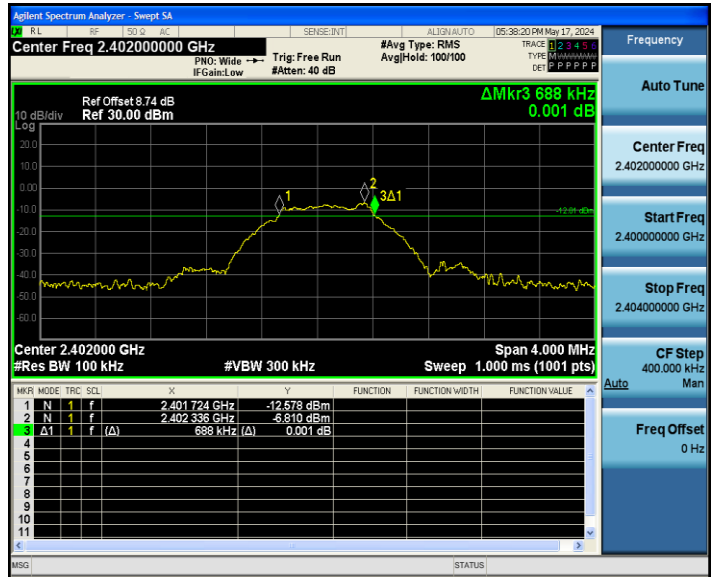 Agilent Spectrum Analyzer - Swept SA
RL RF 50 Ω AC SENSE:INT ALIGNAUTO 05:38:20 PM May 17, 2024
Center Freq 2.402000000 GHz
PNO: Wide
IFGain:Low
Trig: Free Run
#Atten: 40 dB
#Avg Type: RMS
Avg|Hold: 100/100
TRACE 1 2 3 4 5 6
TYPE M
DET P P P P P P
ΔMkr3 688 kHz
0.001 dB
Ref Offset 8.74 dB
10 dB/div Ref 30.00 dBm
Log
20.0
10.0
0.00
-10.0
-20.0
-30.0
-40.0
-50.0
-60.0
1
2
3Δ1
-12.81 dBm
Center 2.402000 GHz Span 4.000 MHz
#Res BW 100 kHz #VBW 300 kHz Sweep 1.000 ms (1001 pts)
MKR MODE TRC SCL X Y FUNCTION FUNCTION WIDTH FUNCTION VALUE
1 N 1 f 2.401 724 GHz -12.578 dBm
2 N 1 f 2.402 336 GHz -6.810 dBm
3 Δ1 1 f (Δ) 688 kHz (Δ) 0.001 dB
4
5
6
7
8
9
10
11
MSG STATUS
Frequency
Auto Tune
Center Freq
2.402000000 GHz
Start Freq
2.400000000 GHz
Stop Freq
2.404000000 GHz
CF Step
400.000 kHz
Auto Man
Freq Offset
0 Hz